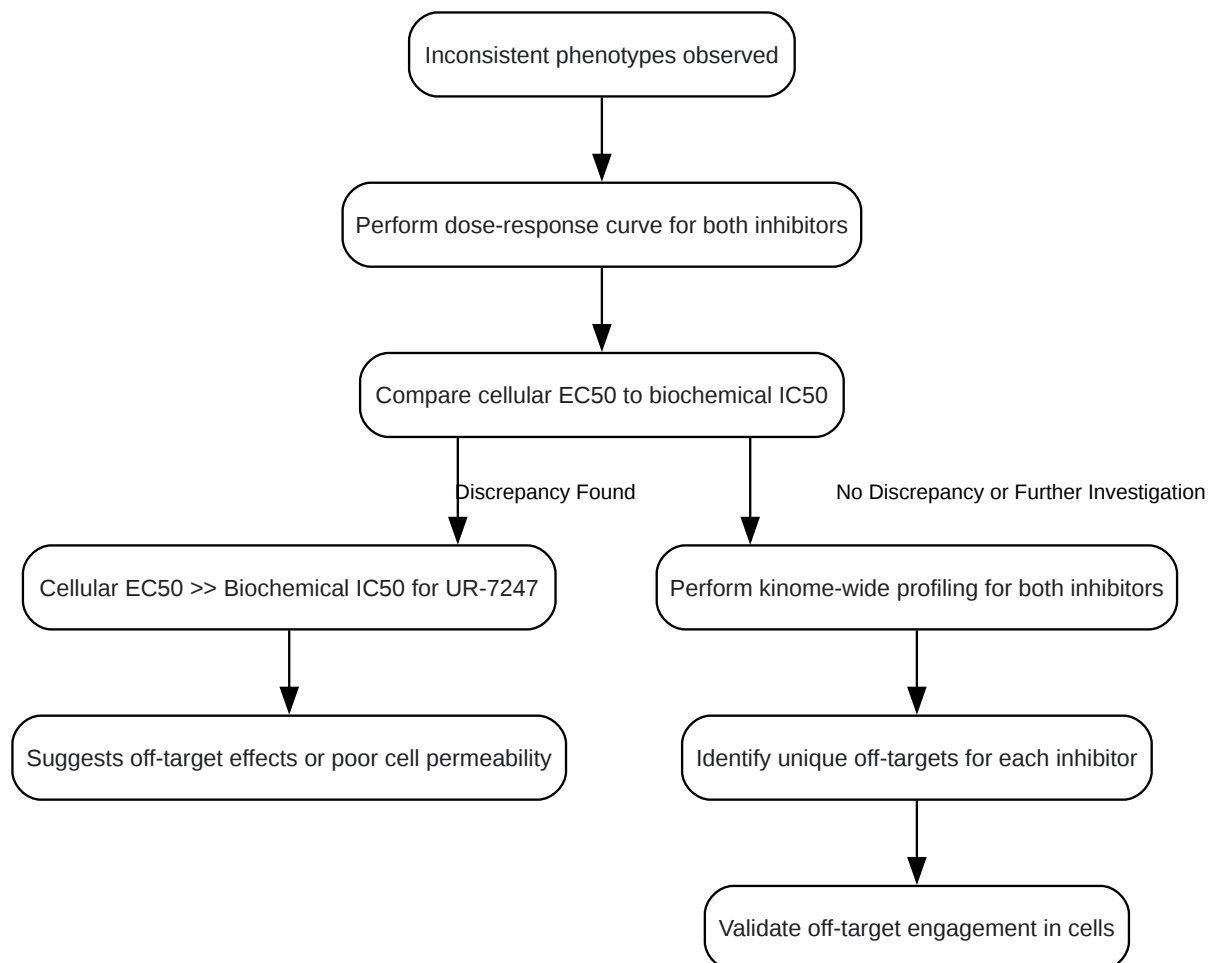 Inconsistent phenotypes observed
Perform dose-response curve for both inhibitors
Compare cellular EC50 to biochemical IC50
Discrepancy Found
No Discrepancy or Further Investigation
Cellular EC50 >> Biochemical IC50 for UR-7247
Perform kinome-wide profiling for both inhibitors
Suggests off-target effects or poor cell permeability
Identify unique off-targets for each inhibitor
Validate off-target engagement in cells